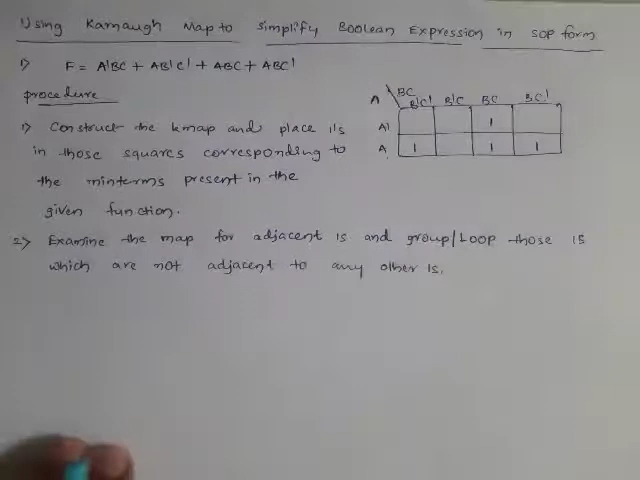 1) Using Karnaugh Map to simplify Boolean Expression in SOP form
1) F = A'BC + AB'C' + ABC + ABC'
procedure
1) Construct the kmap and place 1s
in those squares corresponding to
the minterms present in the
given function.
A \ BC
B'C' B'C BC BC'
A' 1
A 1 1 1
2) Examine the map for adjacent 1s and group/Loop those 1s
which are not adjacent to any other 1s.